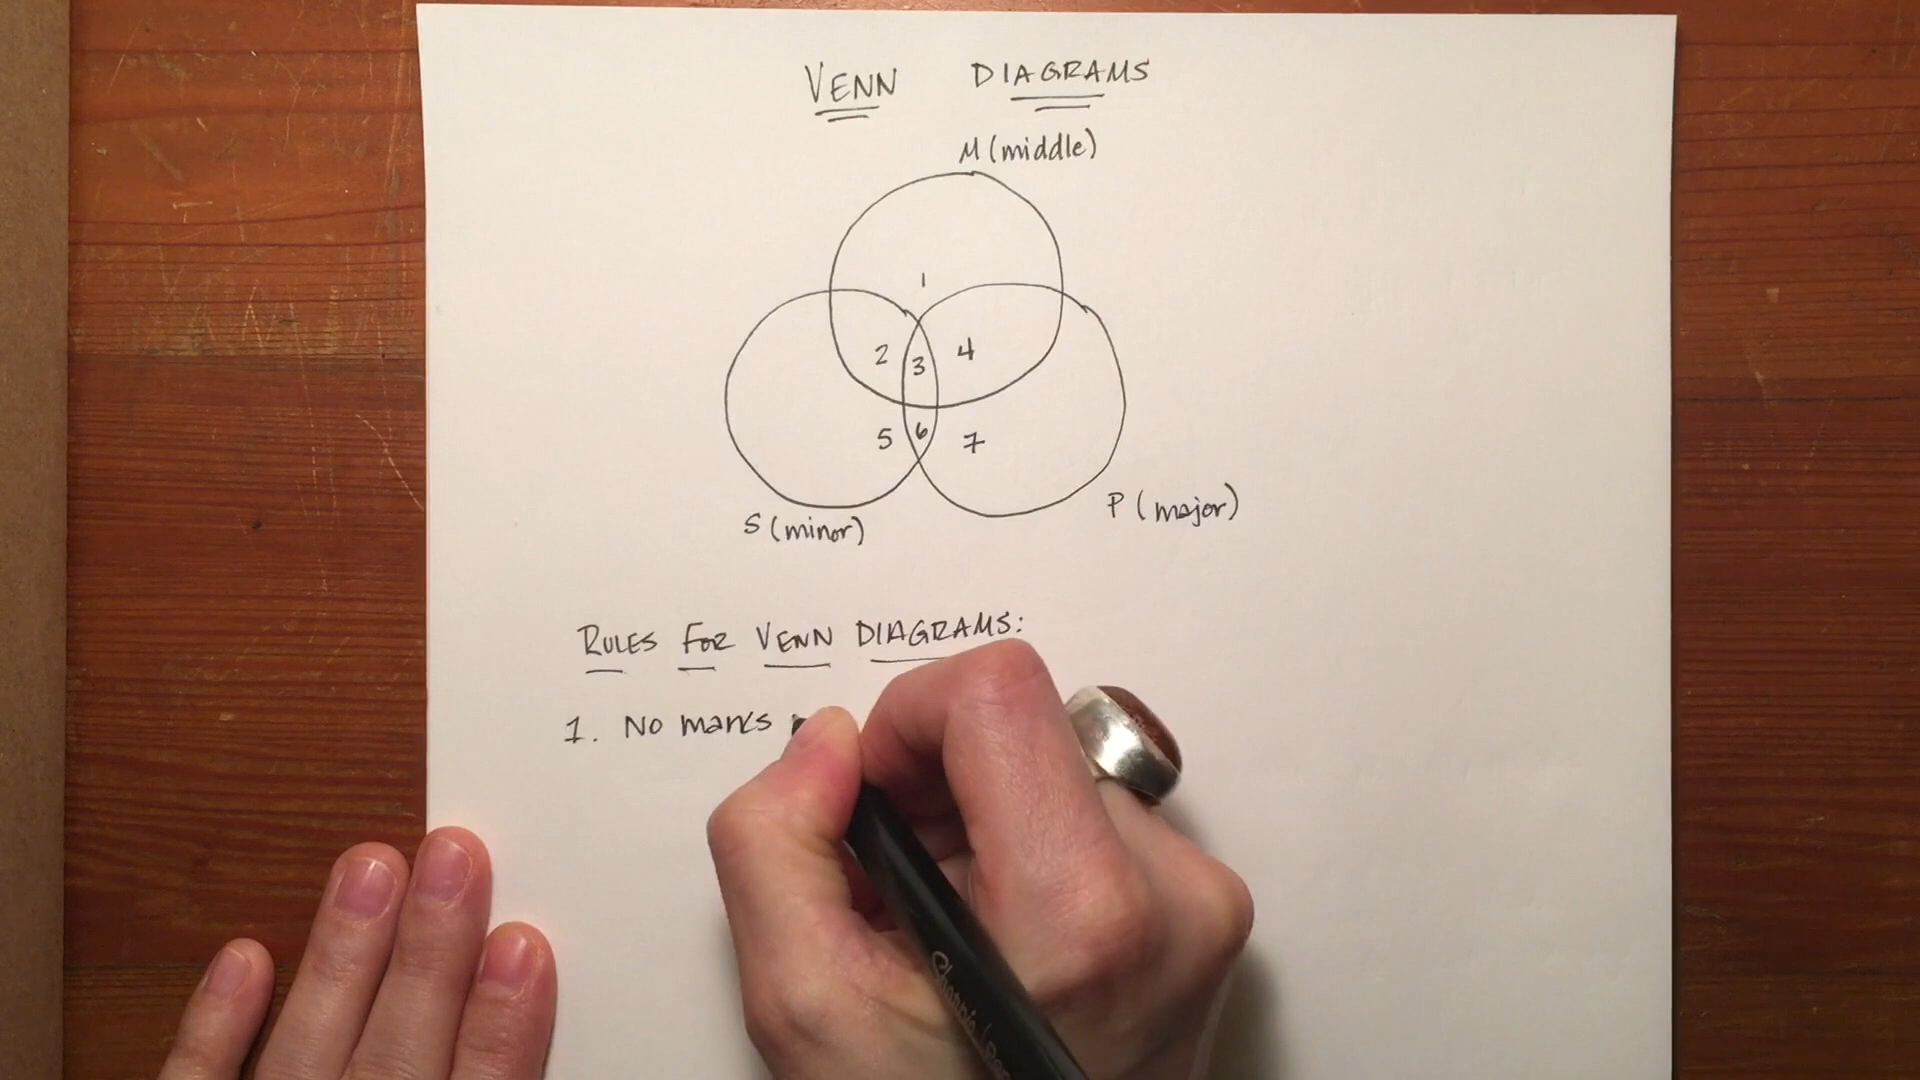 VENN DIAGRAMS
M (middle)
1
2 3 4
5 6 7
S (minor)
P (major)
RULES FOR VENN DIAGRAMS:
1. No marks
Sharpie